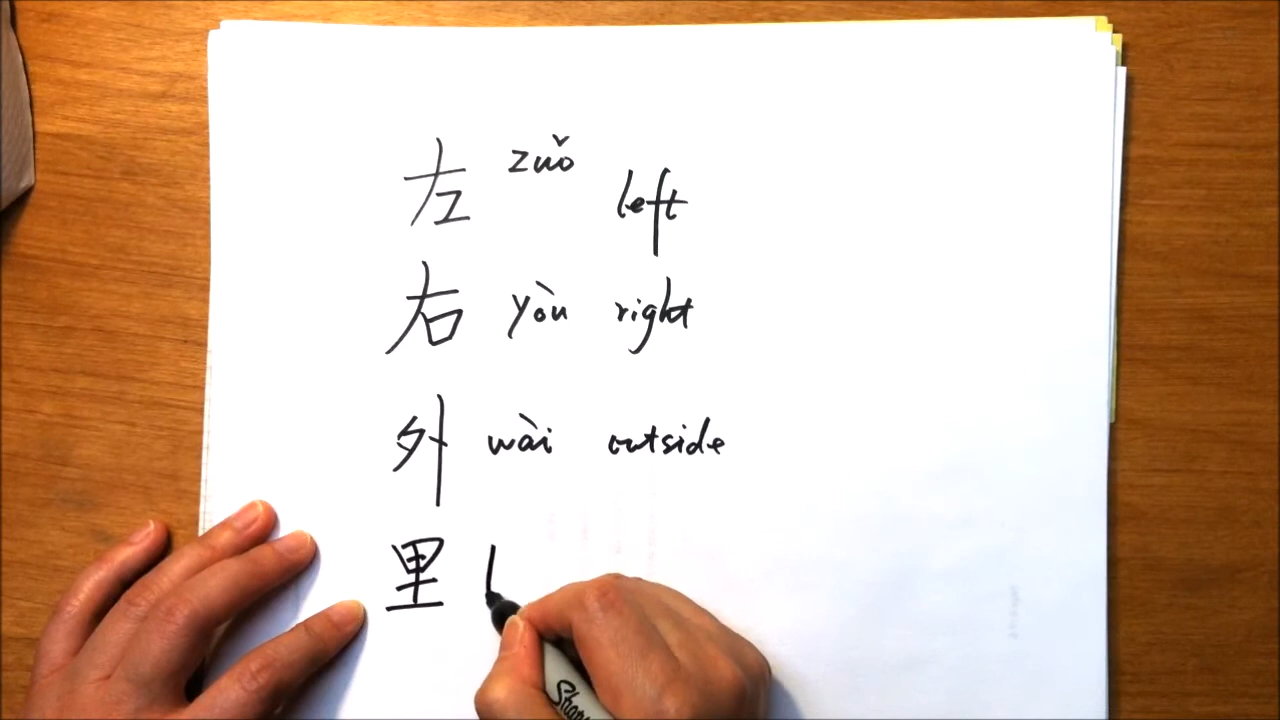 左 zuǒ left
右 yòu right
外 wài outside
里 l